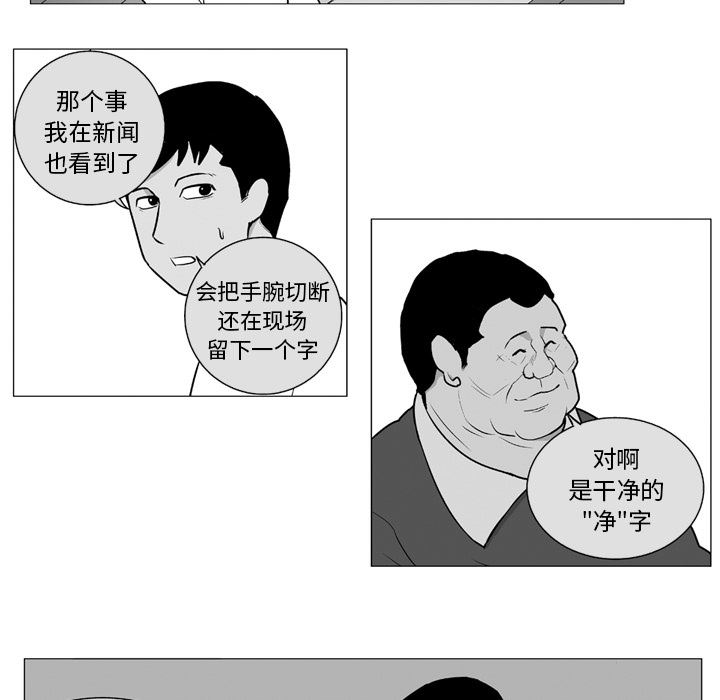 那个事
我在新闻
也看到了
会把手腕切断
还在现场
留下一个字
对啊
是干净的
"净"字